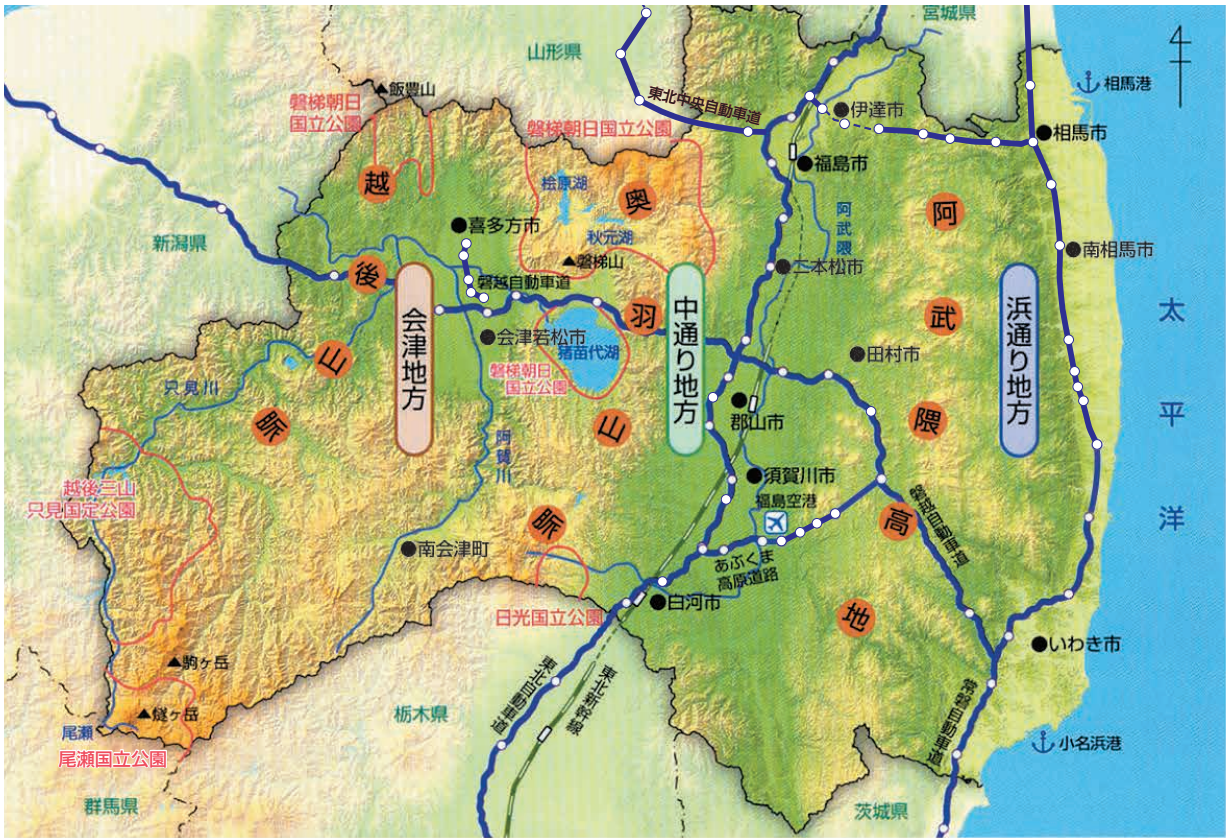 宮城県
山形県
相馬港
飯豊山
東北中央自動車道
伊達市
磐梯朝日
国立公園
磐梯朝日国立公園
相馬市
福島市
越
桧原湖
奥
阿武隈
阿
喜多方市
秋元湖
新潟県
南相馬市
磐梯山
二本松市
後
磐越自動車道
会津地方
中通り地方
浜通り地方
太平洋
羽
武
会津若松市
猪苗代湖
田村市
山
磐梯朝日
国立公園
只見川
脈
郡山市
山
隈
阿賀川
須賀川市
越後三山
只見国定公園
福島空港
脈
高
磐越自動車道
南会津町
あぶくま
高原道路
白河市
日光国立公園
地
いわき市
駒ヶ岳
東北自動車道
東北新幹線
常磐自動車道
燧ヶ岳
栃木県
尾瀬
尾瀬国立公園
小名浜港
群馬県
茨城県